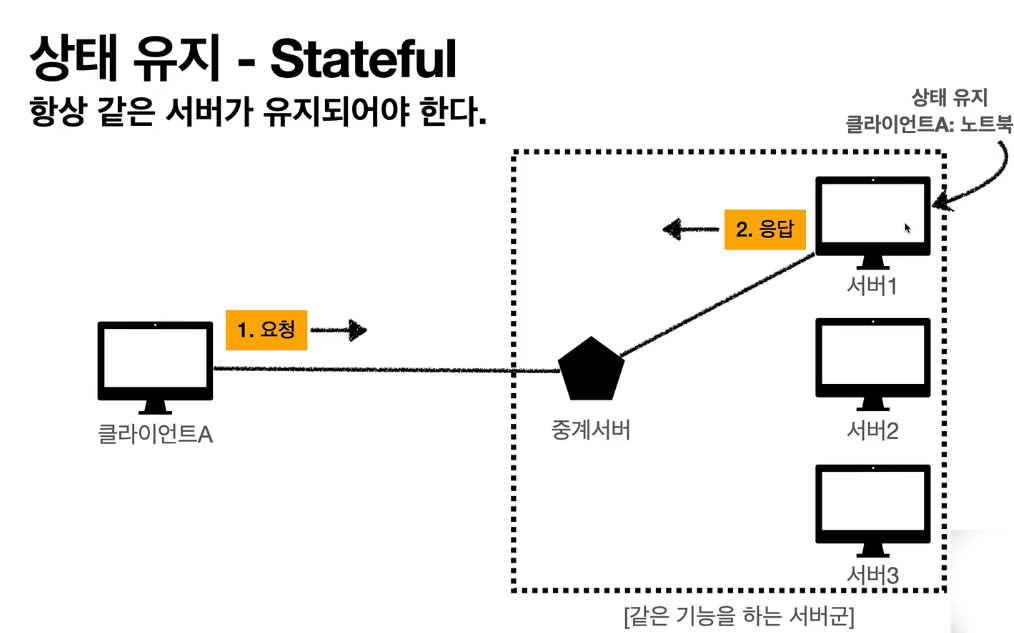 상태 유지 - Stateful
항상 같은 서버가 유지되어야 한다.
상태 유지
클라이언트A: 노트북
2. 응답
서버1
1. 요청
클라이언트A
중계서버
서버2
서버3
[같은 기능을 하는 서버군]